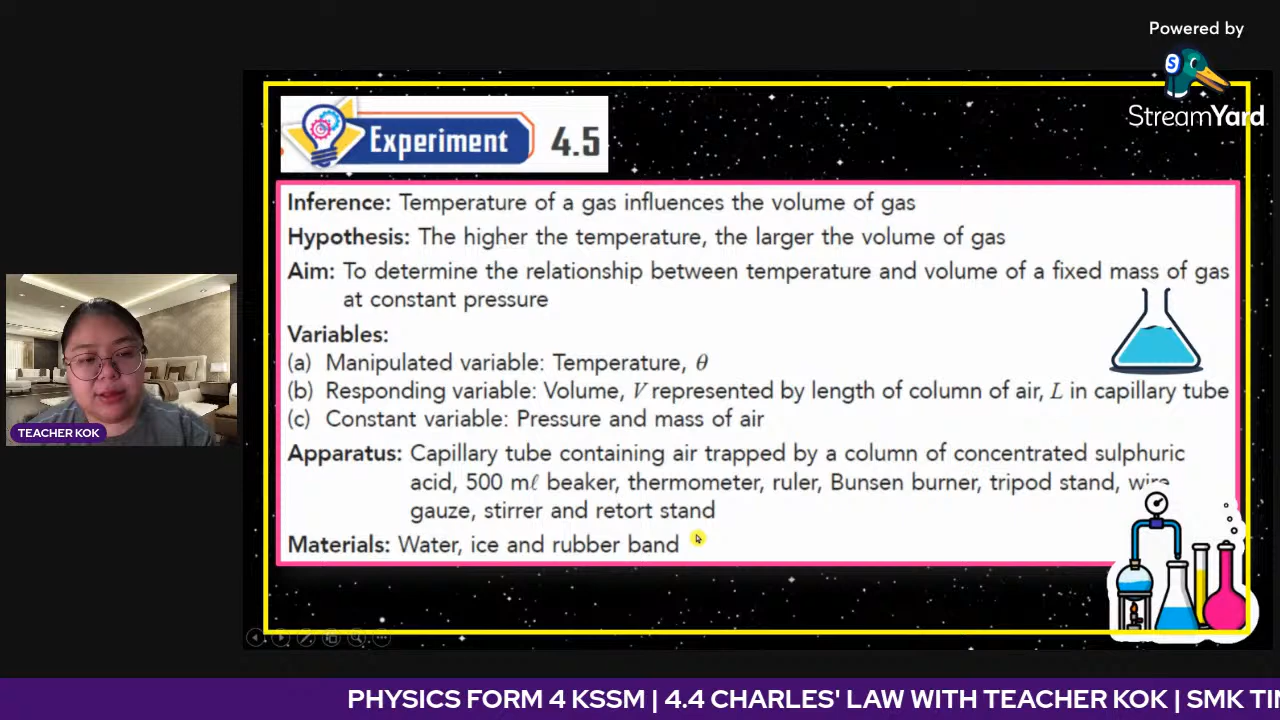 Powered by
StreamYard
Experiment 4.5
Inference: Temperature of a gas influences the volume of gas
Hypothesis: The higher the temperature, the larger the volume of gas
Aim: To determine the relationship between temperature and volume of a fixed mass of gas
at constant pressure
Variables:
(a) Manipulated variable: Temperature, θ
(b) Responding variable: Volume, V represented by length of column of air, L in capillary tube
(c) Constant variable: Pressure and mass of air
Apparatus: Capillary tube containing air trapped by a column of concentrated sulphuric
acid, 500 mℓ beaker, thermometer, ruler, Bunsen burner, tripod stand, wire
gauze, stirrer and retort stand
Materials: Water, ice and rubber band
TEACHER KOK
PHYSICS FORM 4 KSSM | 4.4 CHARLES' LAW WITH TEACHER KOK | SMK TIN